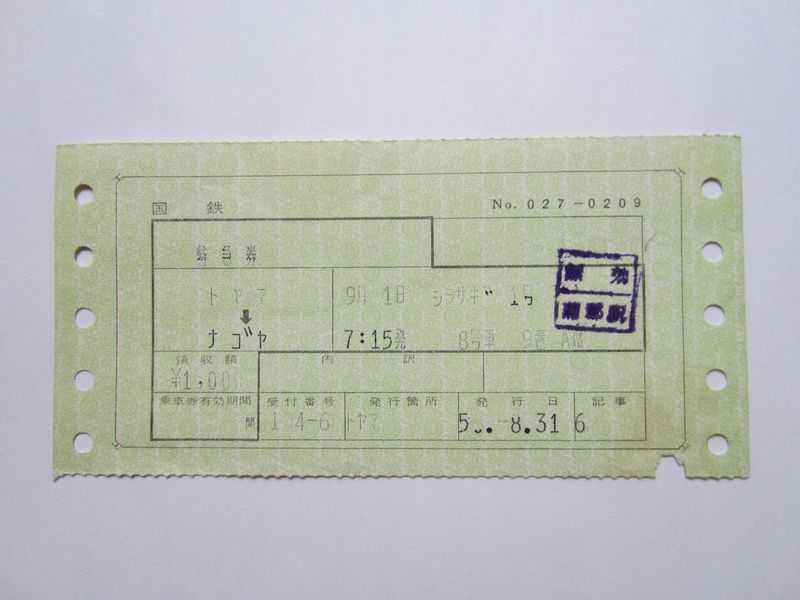 国 鉄 No. 027-0209
特急券
トヤマ 9月 1日 シラサギ 1号
ナゴヤ 7:15発 8号車 9番 A席
領収額 内 訳
¥1,000
乗車券有効期間 受付番号 発行箇所 発 行 日 記事
間 1 4-6 トヤマ -8.31 6
無 効